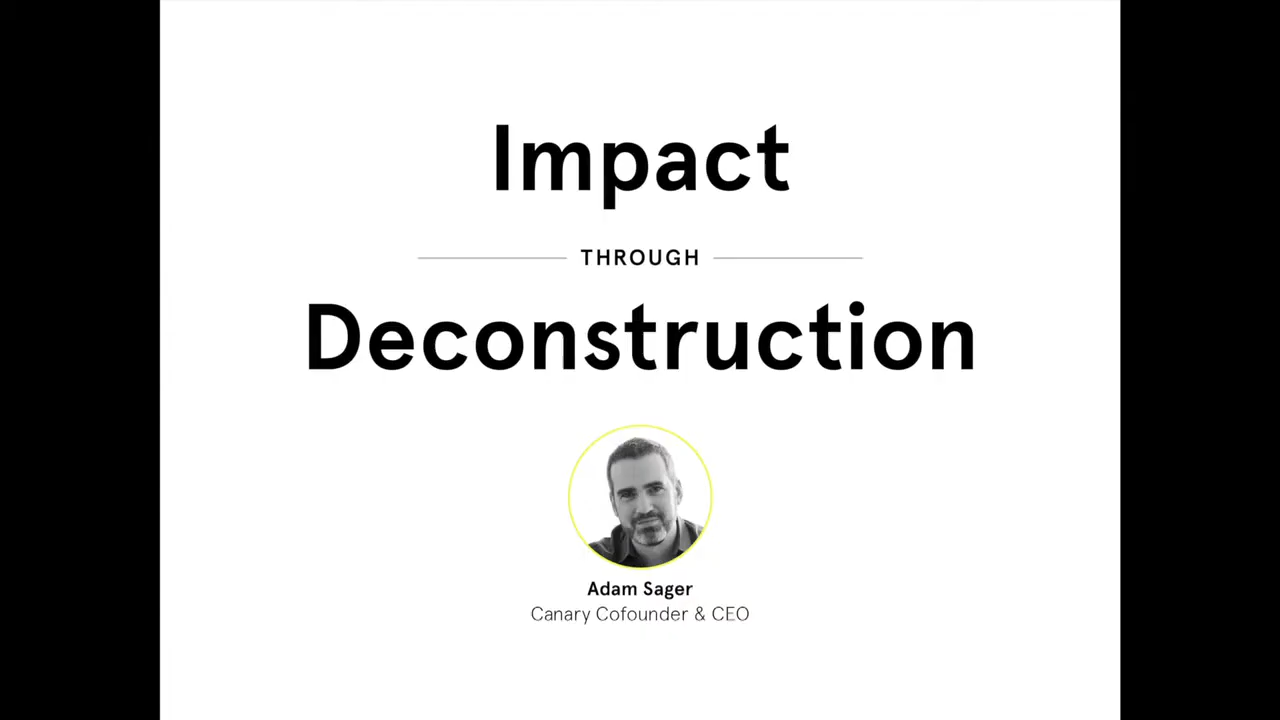 Impact
THROUGH
Deconstruction
Adam Sager
Canary Cofounder & CEO